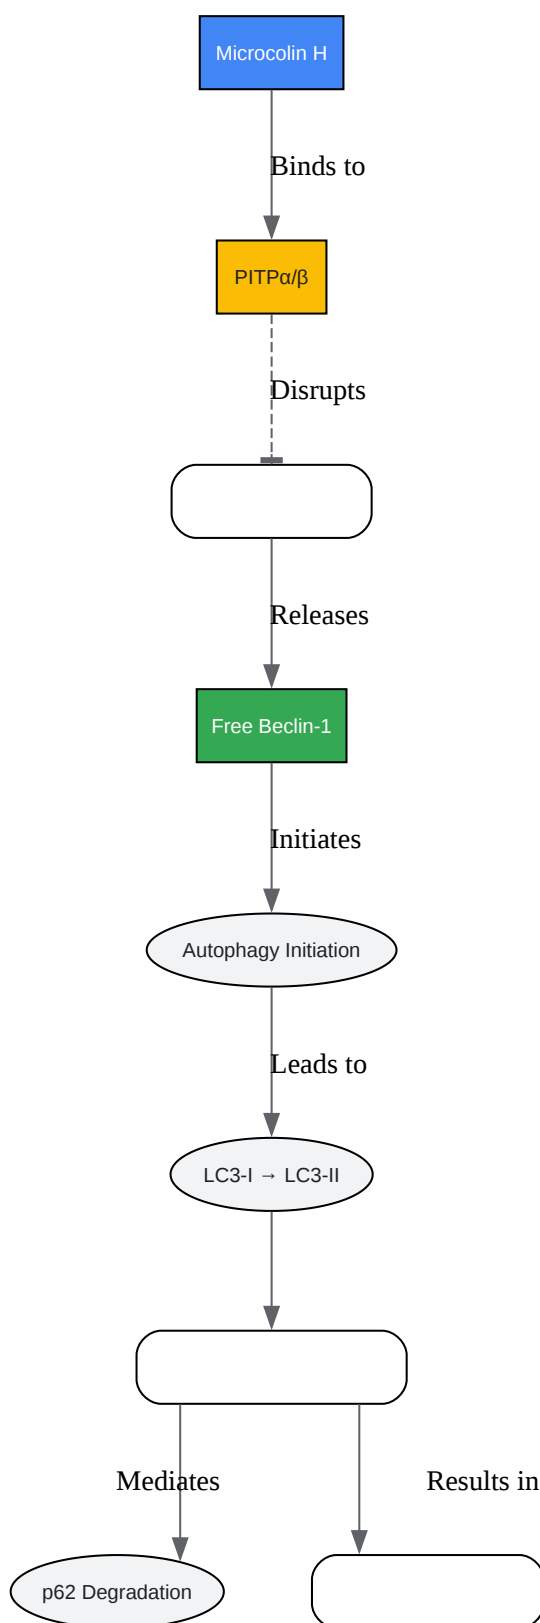 Microcolin H
Binds to
PITPα/β
Disrupts
Releases
Free Beclin-1
Initiates
Autophagy Initiation
Leads to
LC3-I → LC3-II
Mediates
Results in
p62 Degradation